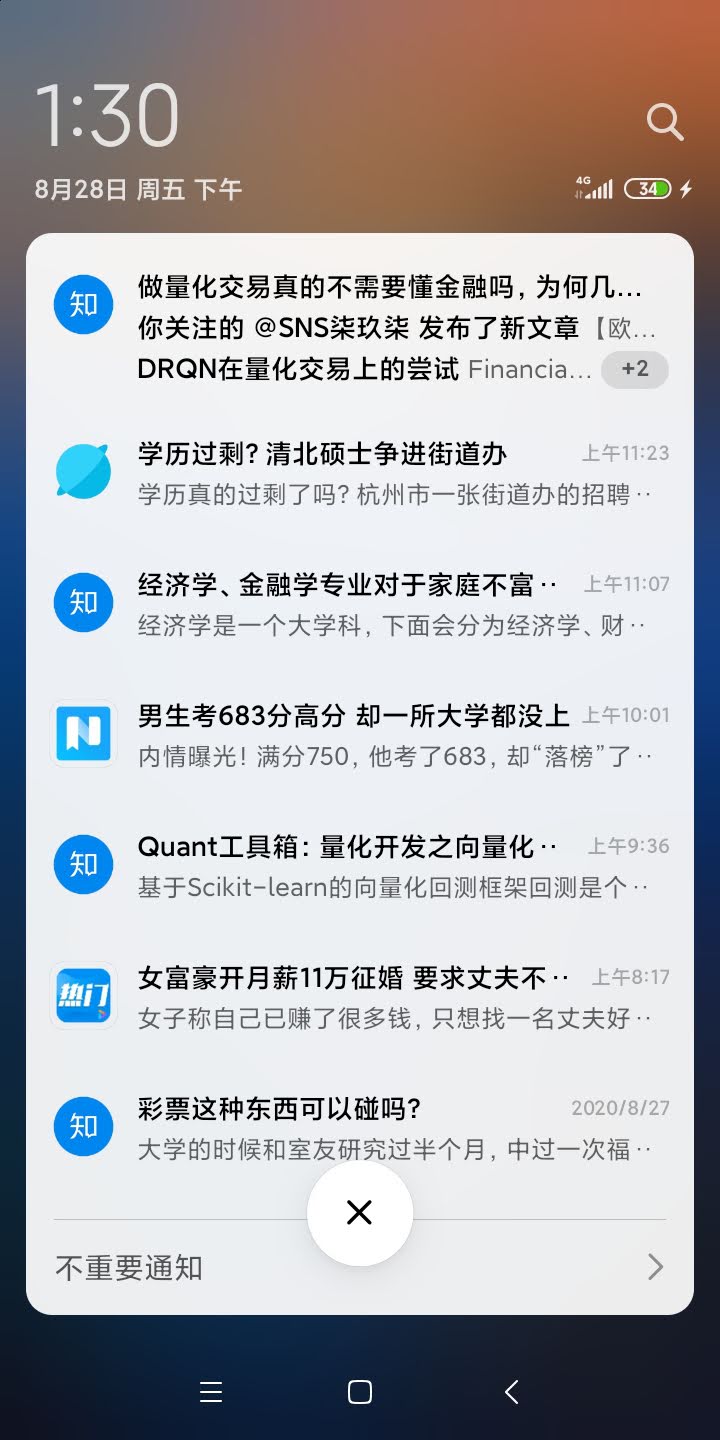 1:30
8月28日 周五 下午
4G
34
知
做量化交易真的不需要懂金融吗，为何几...
你关注的 @SNS柒玖柒 发布了新文章【欧...
DRQN在量化交易上的尝试 Financia...
+2
学历过剩？清北硕士争进街道办
上午11:23
学历真的过剩了吗？杭州市一张街道办的招聘··
知
经济学、金融学专业对于家庭不富··
上午11:07
经济学是一个大学科，下面会分为经济学、财··
男生考683分高分 却一所大学都没上
上午10:01
内情曝光！满分750，他考了683，却“落榜”了··
知
Quant工具箱：量化开发之向量化··
上午9:36
基于Scikit-learn的向量化回测框架回测是个··
热门
女富豪开月薪11万征婚 要求丈夫不··
上午8:17
女子称自己已赚了很多钱，只想找一名丈夫好··
知
彩票这种东西可以碰吗？
2020/8/27
大学的时候和室友研究过半个月，中过一次福··
不重要通知